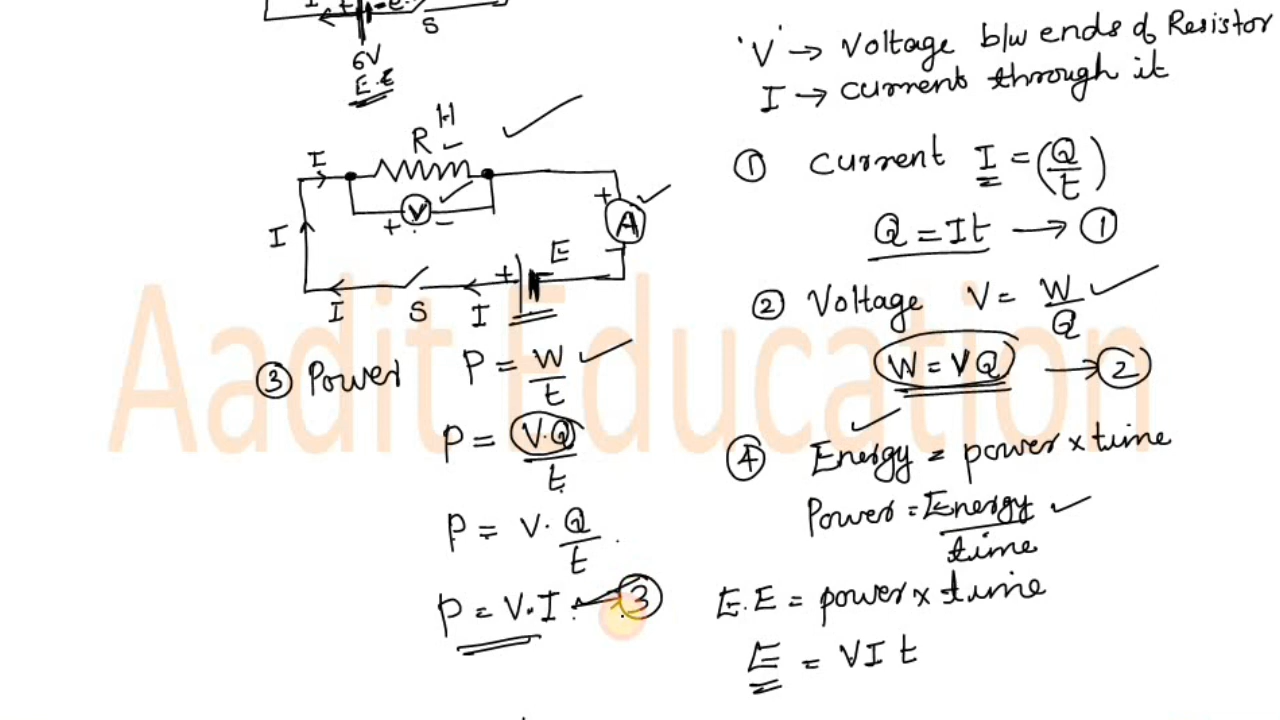 I + - e.
S
6V
E.E
'V' → Voltage b/w ends of Resistor
I → current through it
H
R
I
V
+ -
+
A
I
E
+
I S I
① Current I = (Q/t)
Q = It → ①
② Voltage V = W/Q
W = VQ → ②
③ Power P = W/t
P = V.Q/t
P = V. Q/t
P = V.I ③
④ Energy = power x time
Power = Energy/time
E.E = power x time
E = VIt
Aadit Education